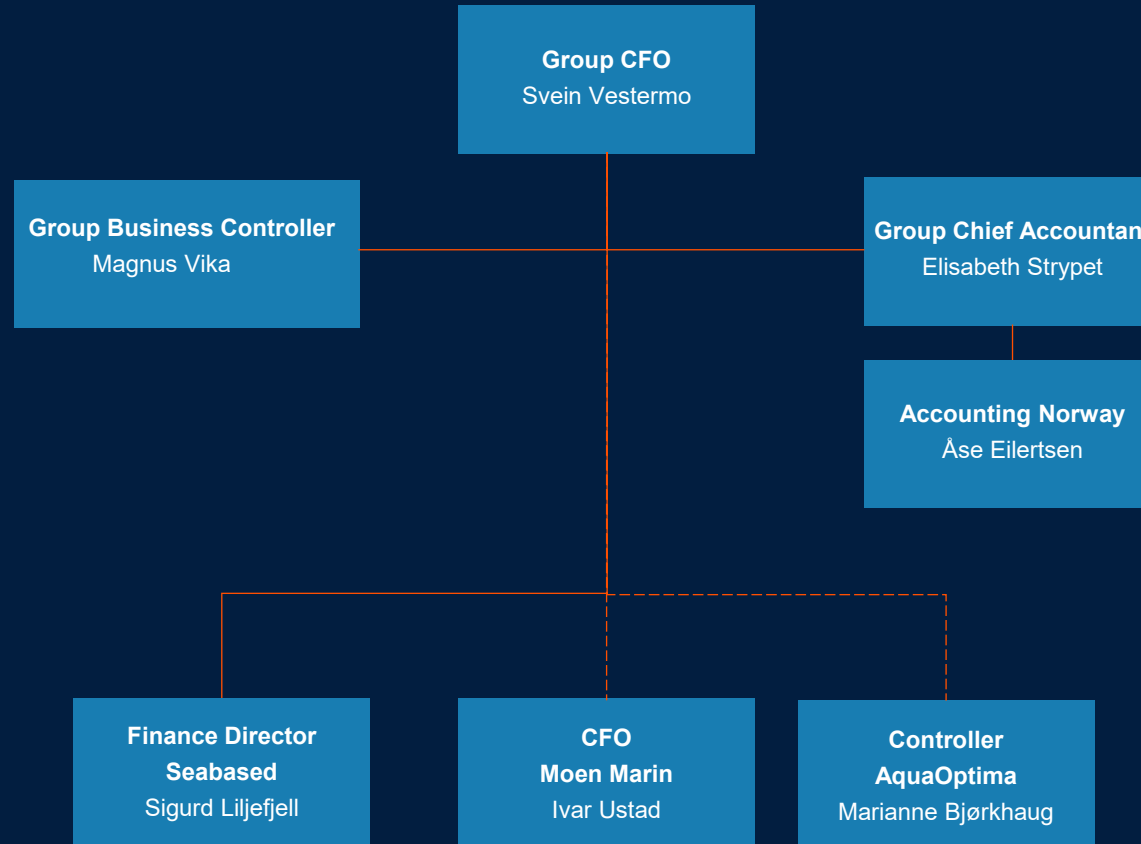 Group CFO
Svein Vestermo
Group Business Controller
Magnus Vika
Group Chief Accountan
Elisabeth Strypet
Accounting Norway
Åse Eilertsen
Finance Director
Seabased
Sigurd Liljefjell
CFO
Moen Marin
Ivar Ustad
Controller
AquaOptima
Marianne Bjørkhaug